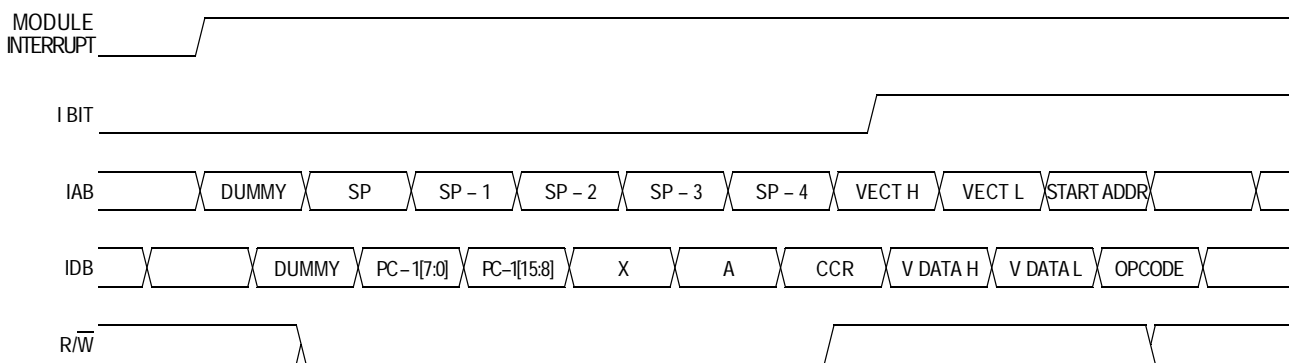 MODULE
INTERRUPT
I BIT
IAB DUMMY SP SP – 1 SP – 2 SP – 3 SP – 4 VECT H VECT L START ADDR
IDB DUMMY PC – 1[7:0] PC–1[15:8] X A CCR V DATA H V DATA L OPCODE
R/W̅